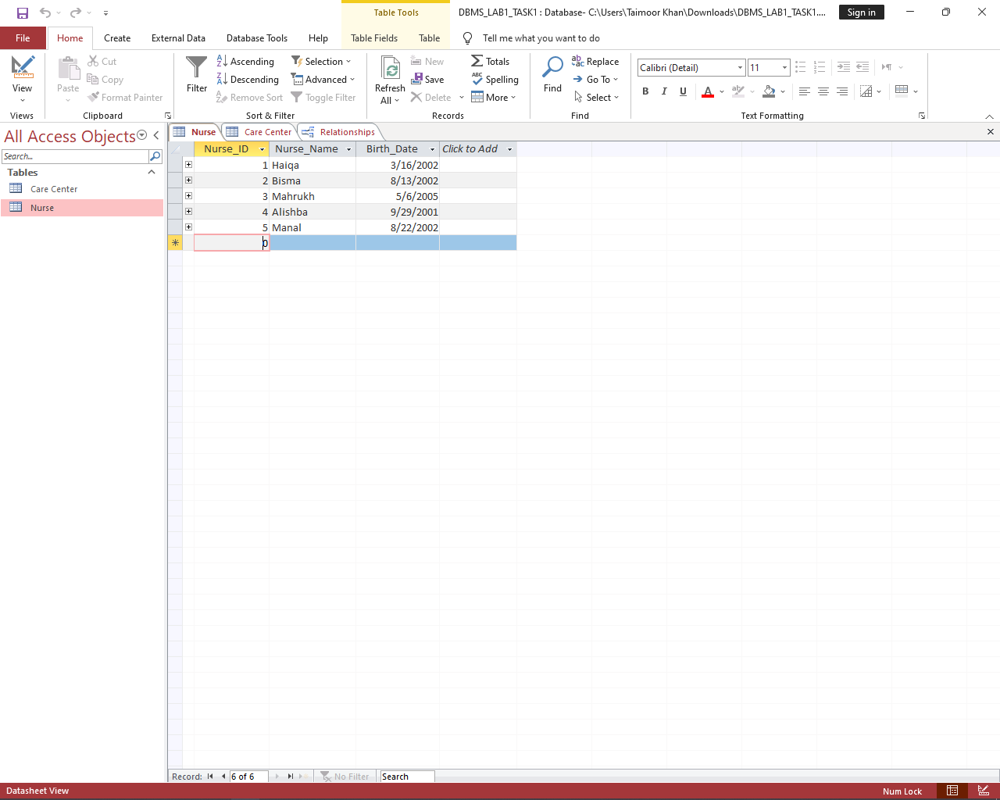 Table Tools
DBMS_LAB1_TASK1 : Database- C:\Users\Taimoor Khan\Downloads\DBMS_LAB1_TASK1....
Sign in
File Home Create External Data Database Tools Help Table Fields Table Tell me what you want to do
View
Views
Paste
Cut
Copy
Format Painter
Clipboard
Filter
Ascending
Descending
Remove Sort
Selection
Advanced
Toggle Filter
Sort & Filter
Refresh
All
New
Save
Delete
Totals
Spelling
More
Records
Find
Replace
Go To
Select
Find
Calibri (Detail) 11
B I U A
Text Formatting
All Access Objects
Search...
Tables
Care Center
Nurse
Nurse Care Center Relationships
Nurse_ID Nurse_Name Birth_Date Click to Add
1 Haiqa 3/16/2002
2 Bisma 8/13/2002
3 Mahrukh 5/6/2005
4 Alishba 9/29/2001
5 Manal 8/22/2002
0
Record: 6 of 6 No Filter Search
Datasheet View Num Lock